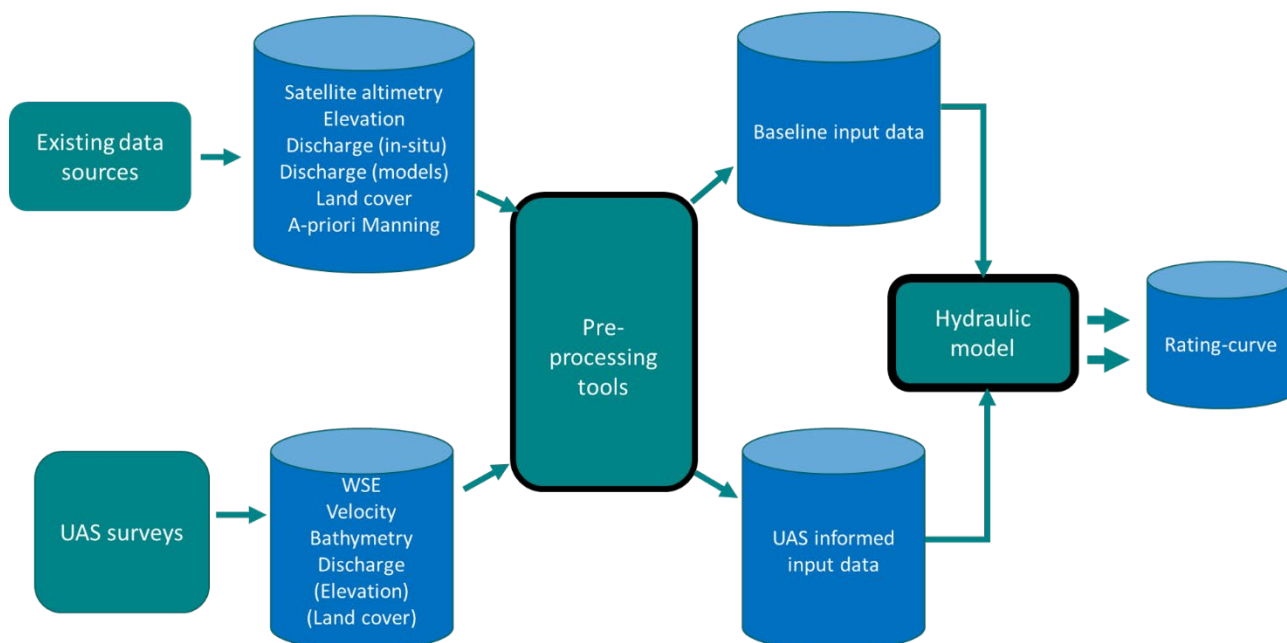 Existing data
sources
Satellite altimetry
Elevation
Discharge (in-situ)
Discharge (models)
Land cover
A-priori Manning
Pre-
processing
tools
Baseline input data
Hydraulic
model
Rating-curve
UAS surveys
WSE
Velocity
Bathymetry
Discharge
(Elevation)
(Land cover)
UAS informed
input data